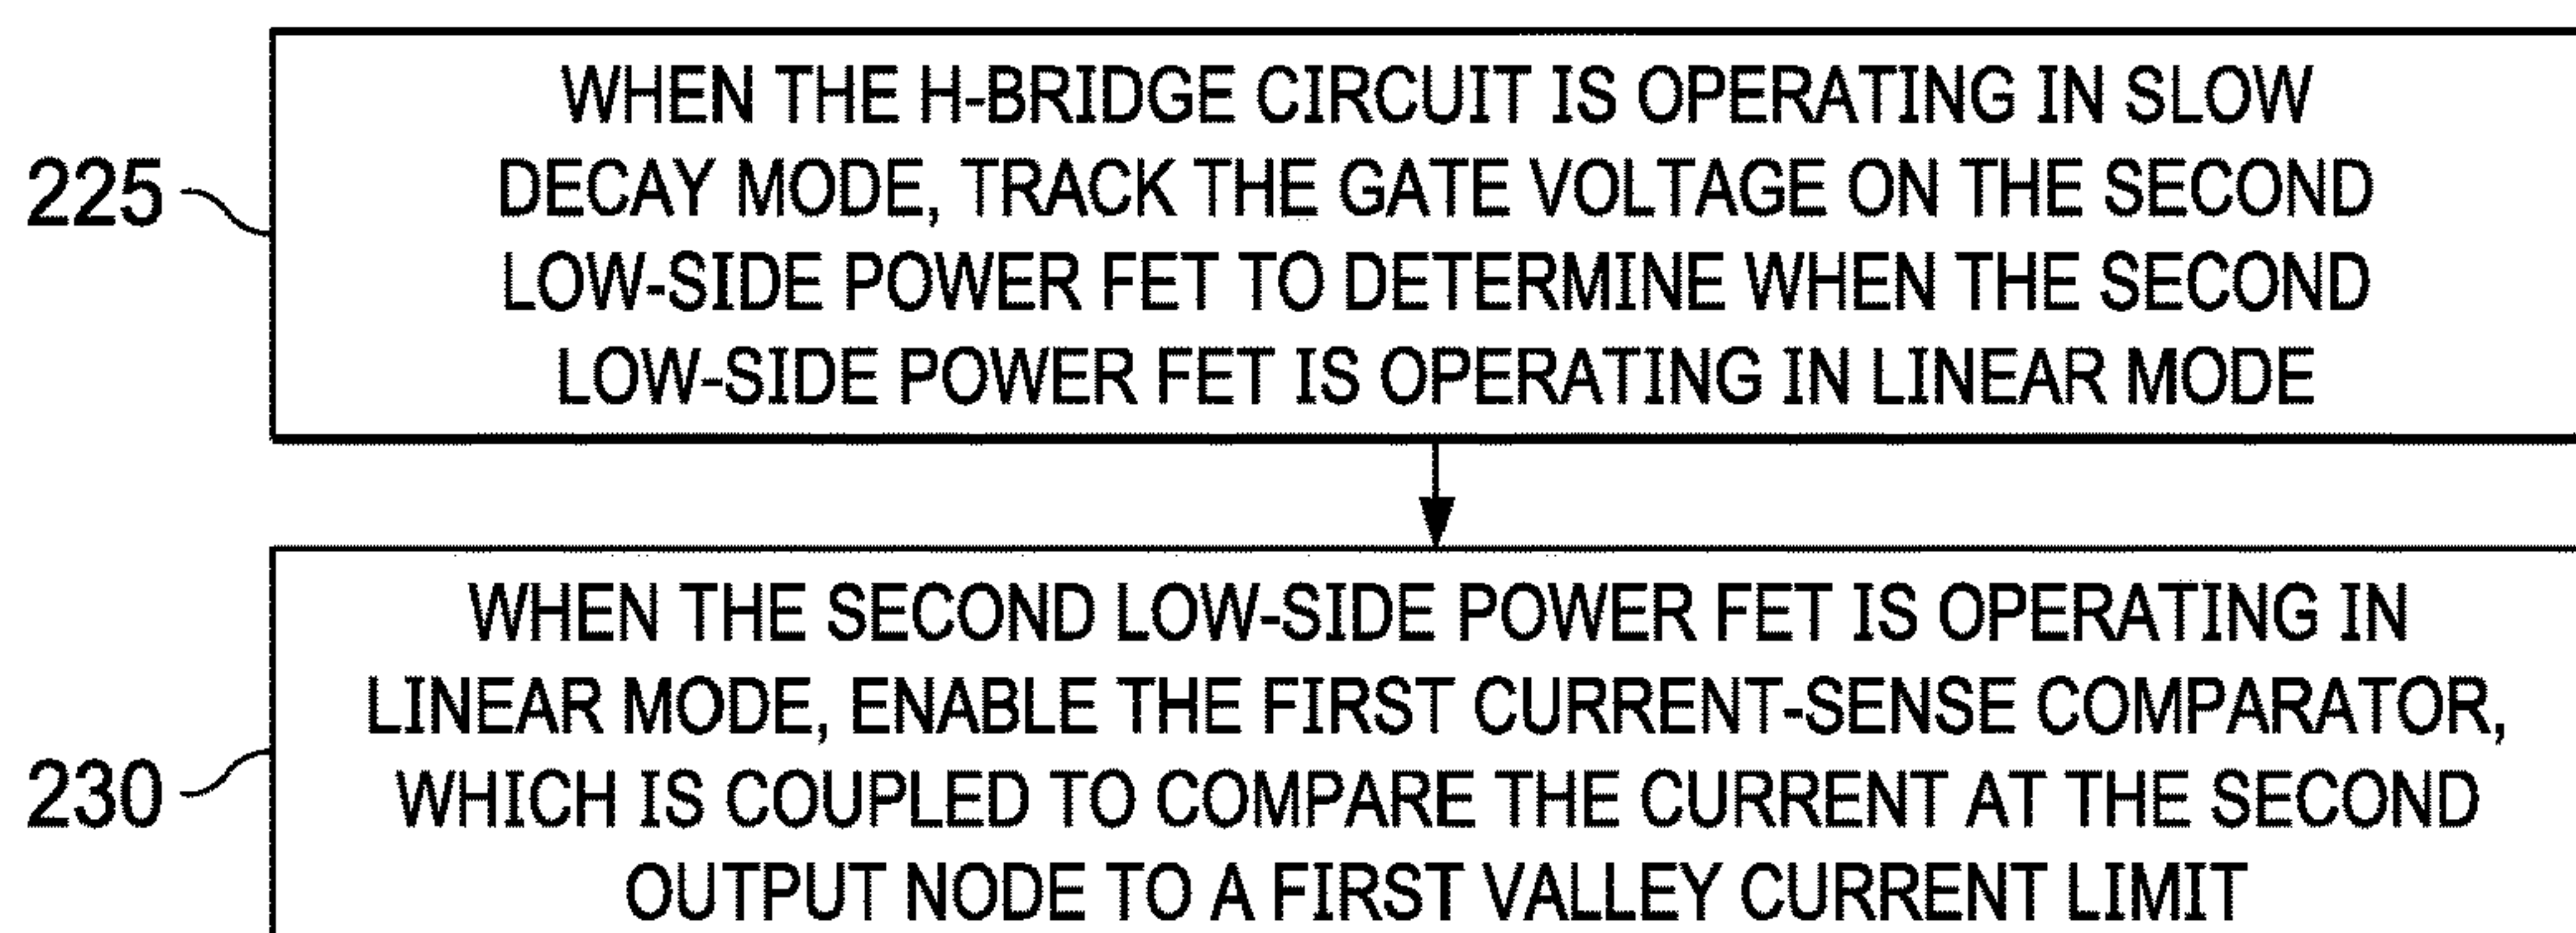 WHEN THE H-BRIDGE CIRCUIT IS OPERATING IN SLOW
225
DECAY MODE, TRACK THE GATE VOLTAGE ON THE SECOND
LOW-SIDE POWER FET TO DETERMINE WHEN THE SECOND
LOW-SIDE POWER FET IS OPERATING IN LINEAR MODE
WHEN THE SECOND LOW-SIDE POWER FET IS OPERATING IN
LINEAR MODE, ENABLE THE FIRST CURRENT-SENSE COMPARATOR,
230
WHICH IS COUPLED TO COMPARE THE CURRENT AT THE SECOND
OUTPUT NODE TO A FIRST VALLEY CURRENT LIMIT